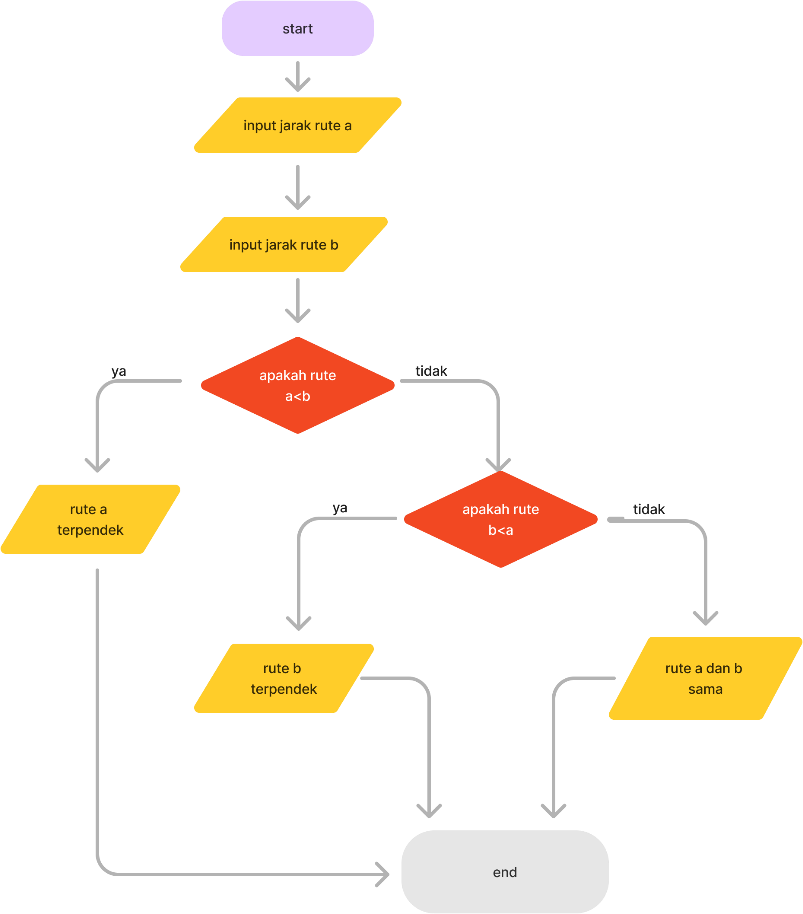 start
input jarak rute a
input jarak rute b
apakah rute
a<b
ya
tidak
rute a
terpendek
apakah rute
b<a
ya
tidak
rute b
terpendek
rute a dan b
sama
end